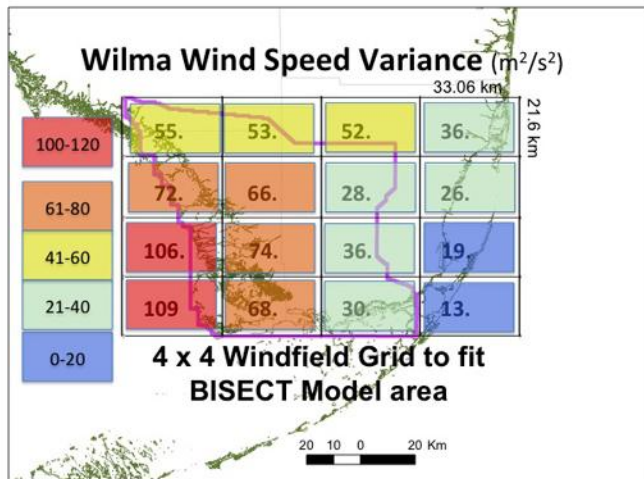 Wilma Wind Speed Variance (m²/s²)
33.06 km
21.6 km
100-120
61-80
41-60
21-40
0-20
55. 53. 52. 36.
72. 66. 28. 26.
106. 74. 36. 19.
109 68. 30. 13.
4 x 4 Windfield Grid to fit
BISECT Model area
20 10 0 20 Km